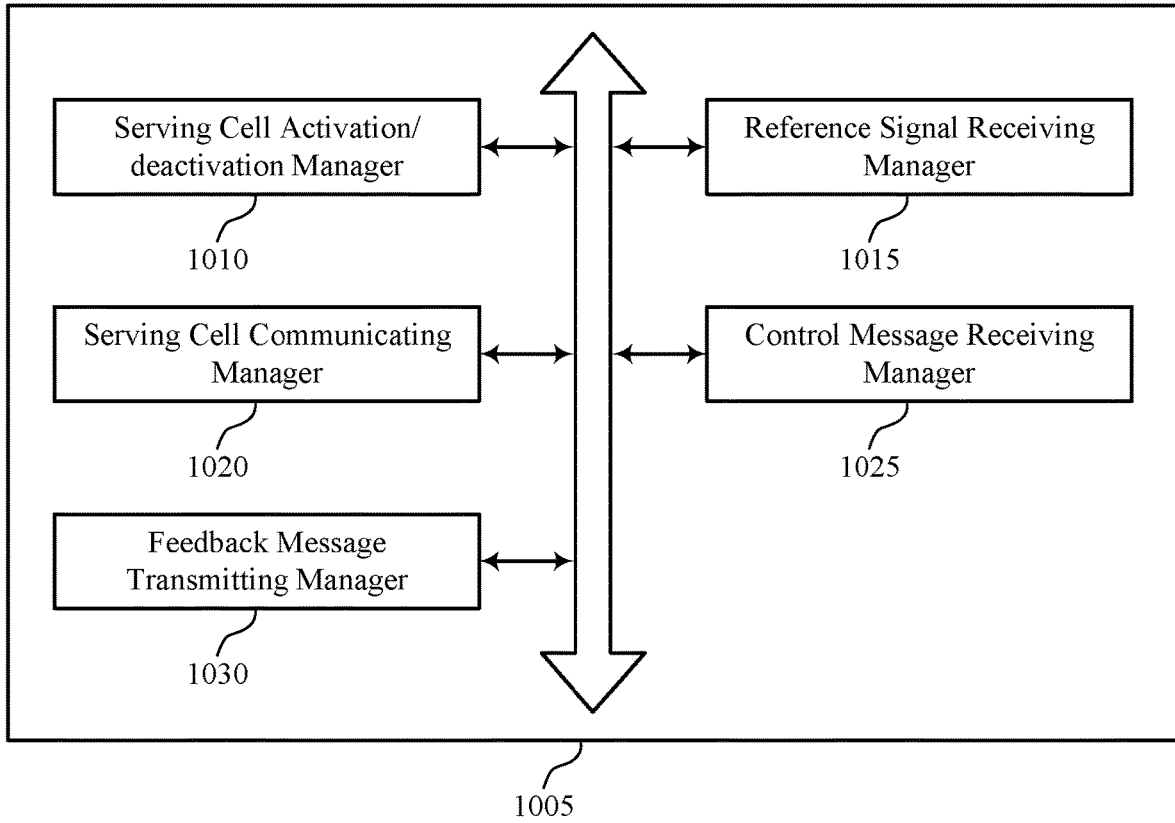 Serving Cell Activation/
deactivation Manager
1010
Reference Signal Receiving
Manager
1015
Serving Cell Communicating
Manager
1020
Control Message Receiving
Manager
1025
Feedback Message
Transmitting Manager
1030
1005